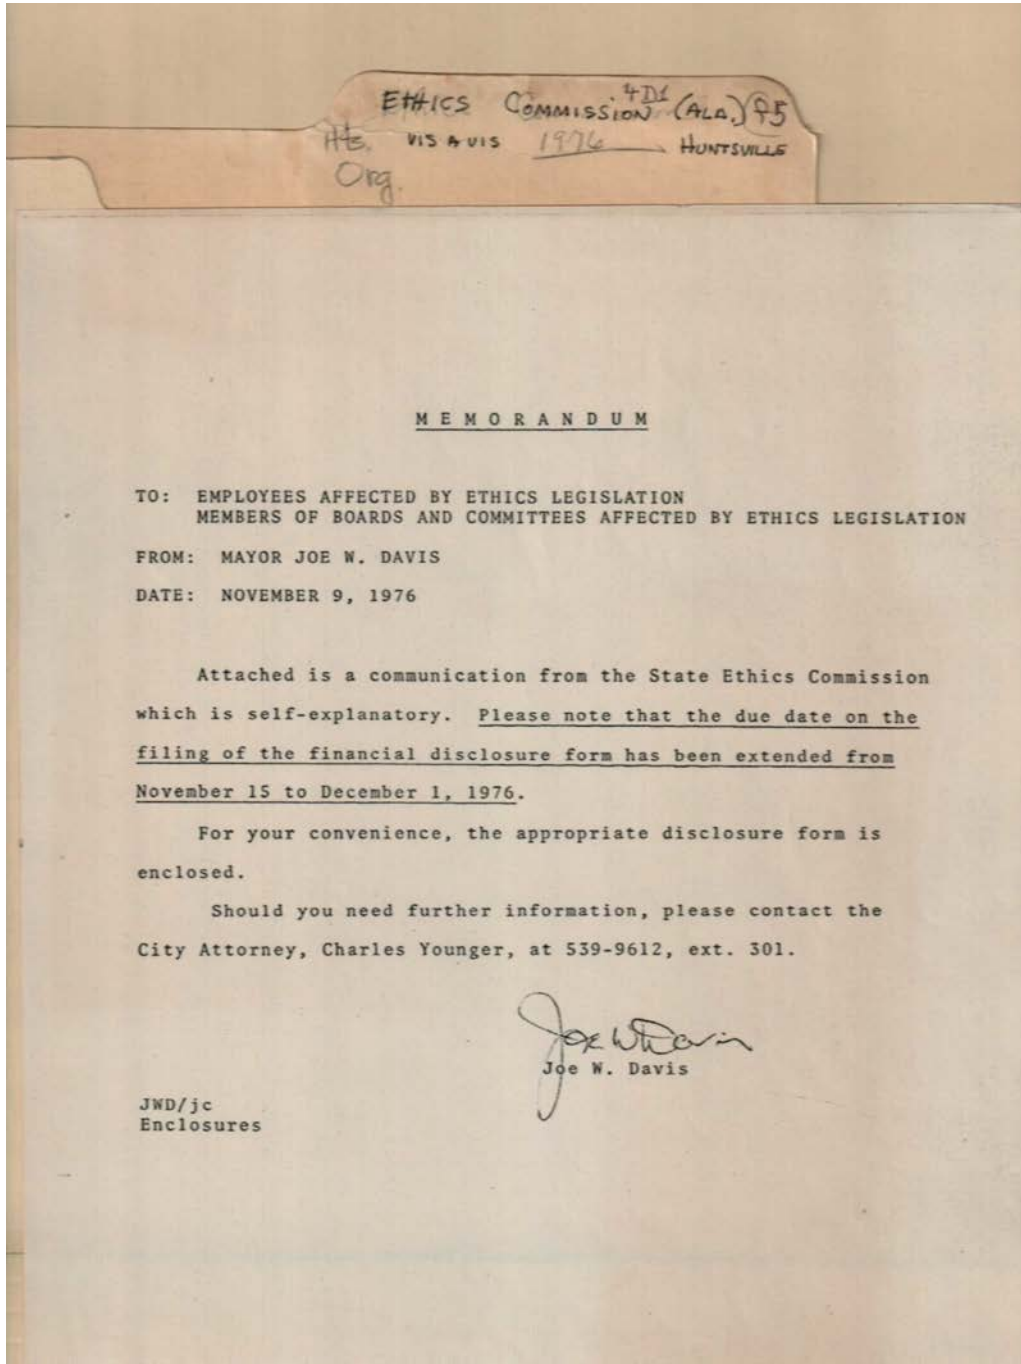 4D1
ETHICS COMMISSION (ALA.) 95
Hts. VIS A VIS 1976 HUNTSVILLE
Org.
M E M O R A N D U M
TO: EMPLOYEES AFFECTED BY ETHICS LEGISLATION
MEMBERS OF BOARDS AND COMMITTEES AFFECTED BY ETHICS LEGISLATION
FROM: MAYOR JOE W. DAVIS
DATE: NOVEMBER 9, 1976
Attached is a communication from the State Ethics Commission
which is self-explanatory. Please note that the due date on the
filing of the financial disclosure form has been extended from
November 15 to December 1, 1976.
For your convenience, the appropriate disclosure form is
enclosed.
Should you need further information, please contact the
City Attorney, Charles Younger, at 539-9612, ext. 301.
Joe W Davis
Joe W. Davis
JWD/jc
Enclosures